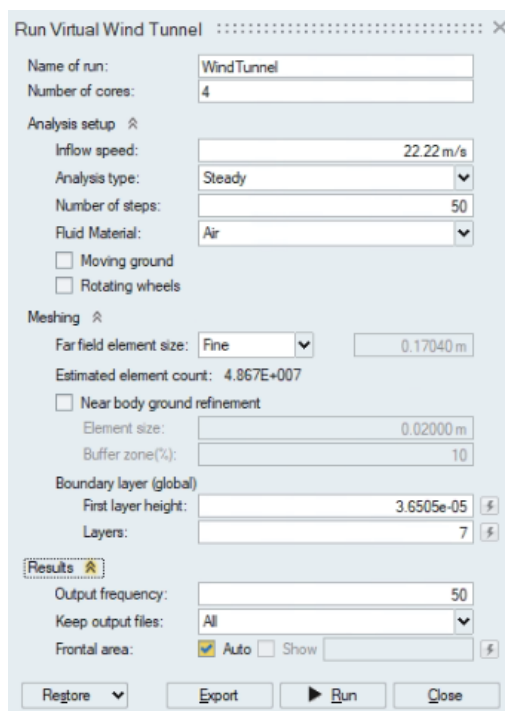 Run Virtual Wind Tunnel
Name of run: WindTunnel
Number of cores: 4
Analysis setup
Inflow speed: 22.22 m/s
Analysis type: Steady
Number of steps: 50
Fluid Material: Air
Moving ground
Rotating wheels
Meshing
Far field element size: Fine 0.17040 m
Estimated element count: 4.867E+007
Near body ground refinement
Element size: 0.02000 m
Buffer zone(%): 10
Boundary layer (global)
First layer height: 3.6505e-05
Layers: 7
Results
Output frequency: 50
Keep output files: All
Frontal area: Auto Show
Restore Export Run Close